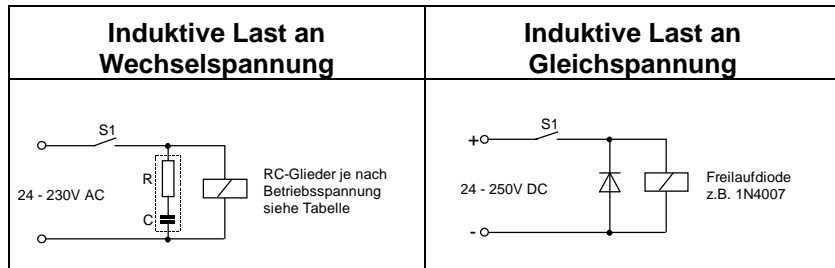 Induktive Last an
Wechselspannung
Induktive Last an
Gleichspannung
S1
R
C
24 - 230V AC
RC-Glieder je nach
Betriebsspannung
siehe Tabelle
+
S1
24 - 250V DC
-
Freilaufdiode
z.B. 1N4007